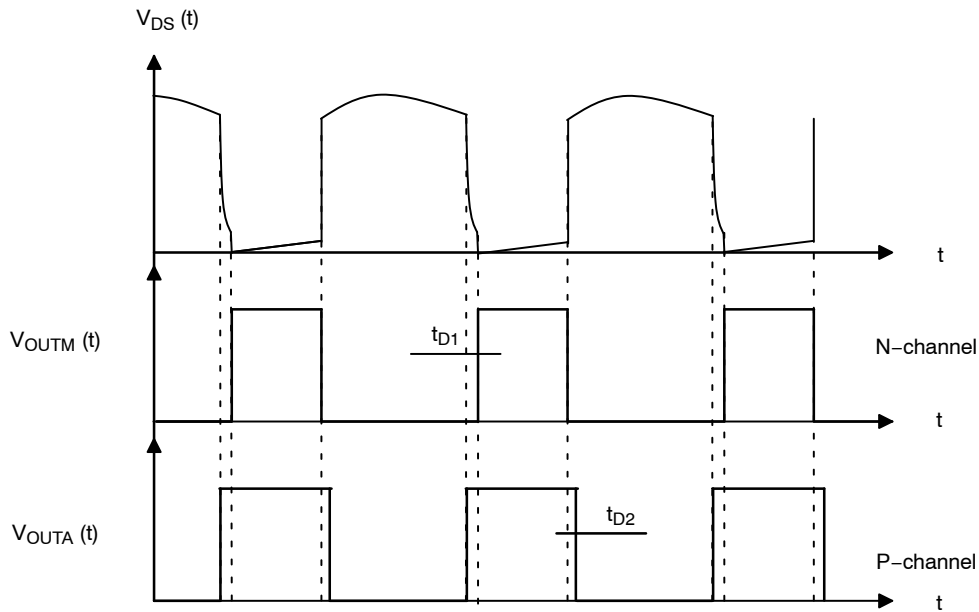 V_DS (t)
t
V_OUTM (t)
t_D1
N−channel
t
V_OUTA (t)
t_D2
P−channel
t